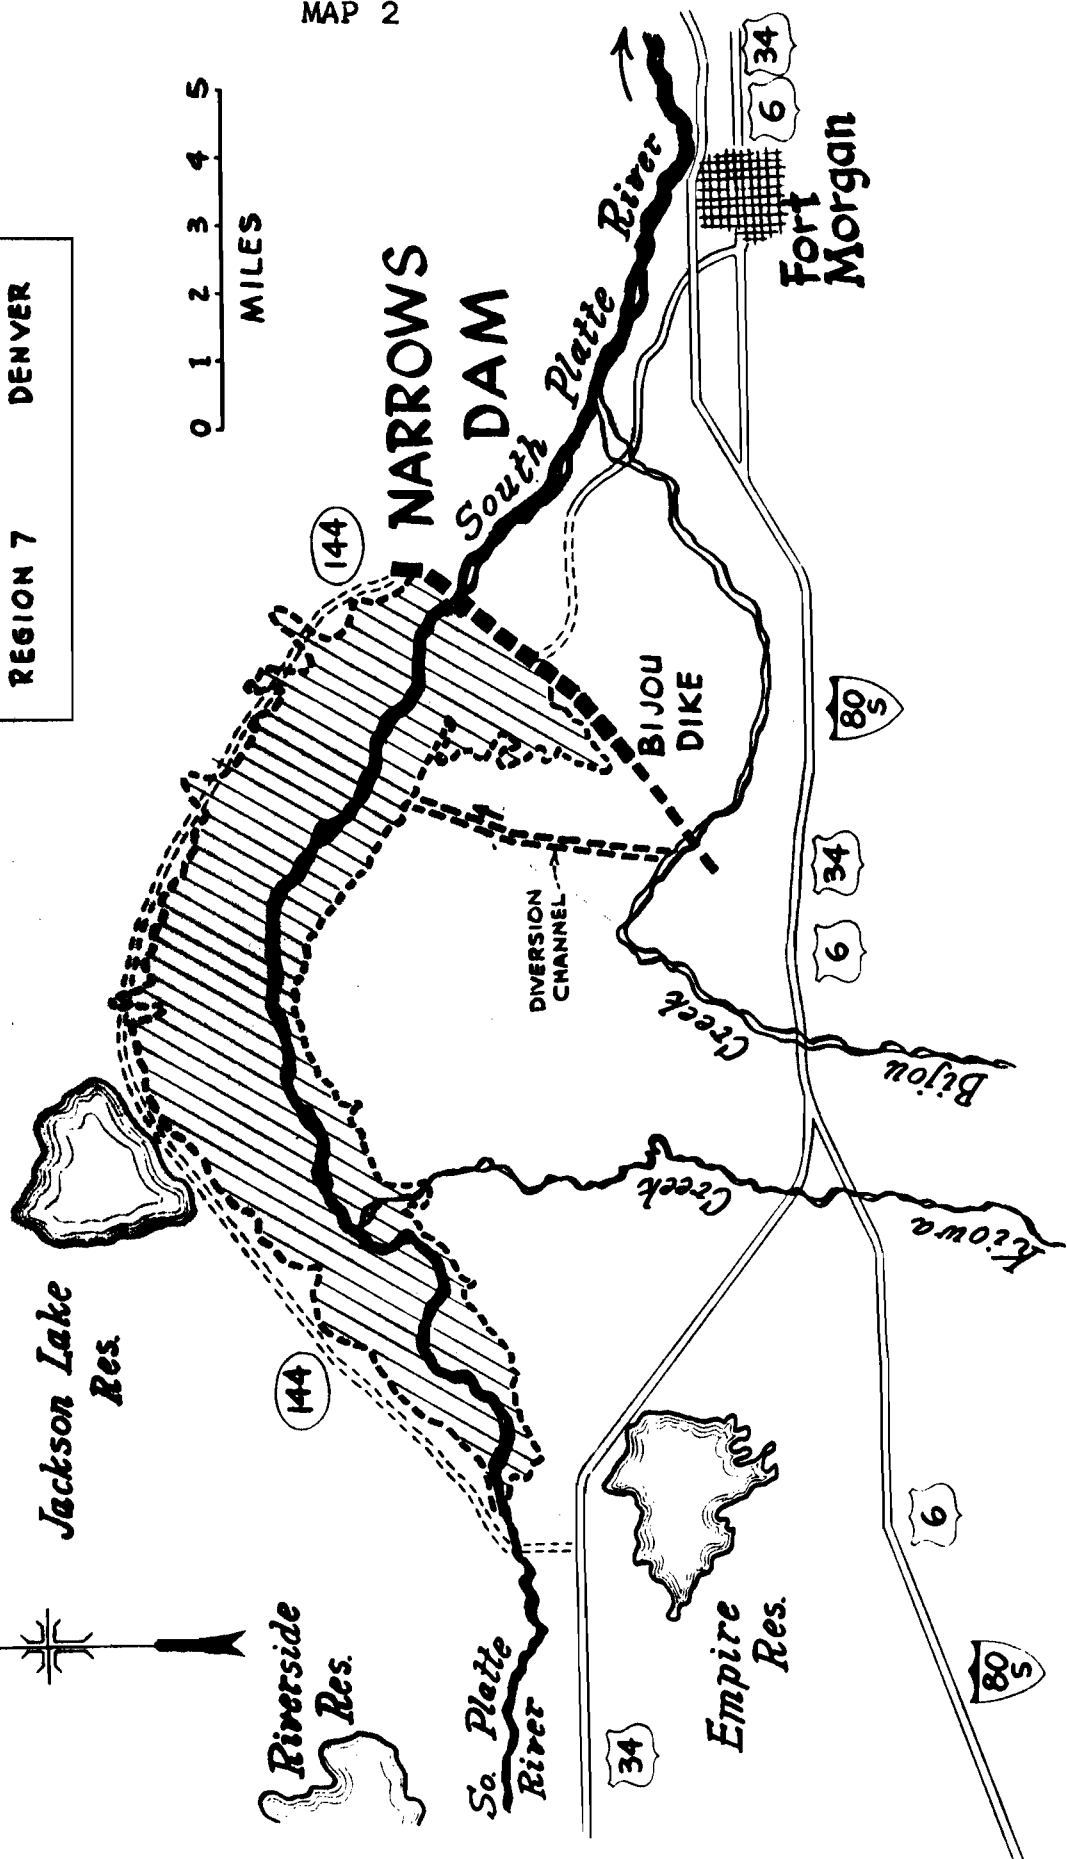 MAP 2
REGION 7 DENVER
0 1 2 3 4 5
MILES
NARROWS
DAM
144
South Platte River
6 34
Fort
Morgan
BIJOU
DIKE
DIVERSION
CHANNEL
80
S
6 34
Bijou Creek
Kiowa Creek
Jackson Lake
Res.
144
Riverside
Res.
So. Platte
River
Empire
Res.
34
6
80
S